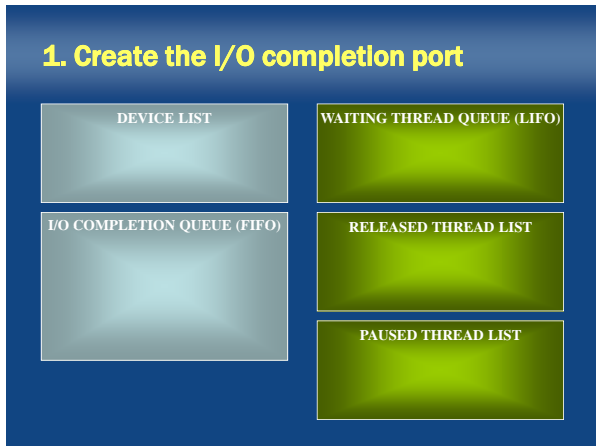 1. Create the I/O completion port
DEVICE LIST
I/O COMPLETION QUEUE (FIFO)
WAITING THREAD QUEUE (LIFO)
RELEASED THREAD LIST
PAUSED THREAD LIST